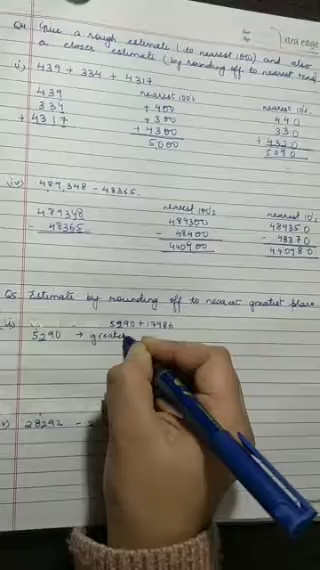 Q4. Give a rough estimate (to nearest 100s) and also
a closer estimate (by rounding off to nearest tens).
ii) 439 + 334 + 4317
439 nearest 100's nearest 10's
334 + 400 440
+ 4317 + 300 330
+ 4300 + 4320
5000 5090
iv) 489,348 - 48365
nearest 100's nearest 10's
489348 489300 489350
- 48365 - 48400 - 48370
440900 440980
Q5. Estimate by rounding off to nearest greatest place
5290 + 17986
5290 → greate
v) 28292 -